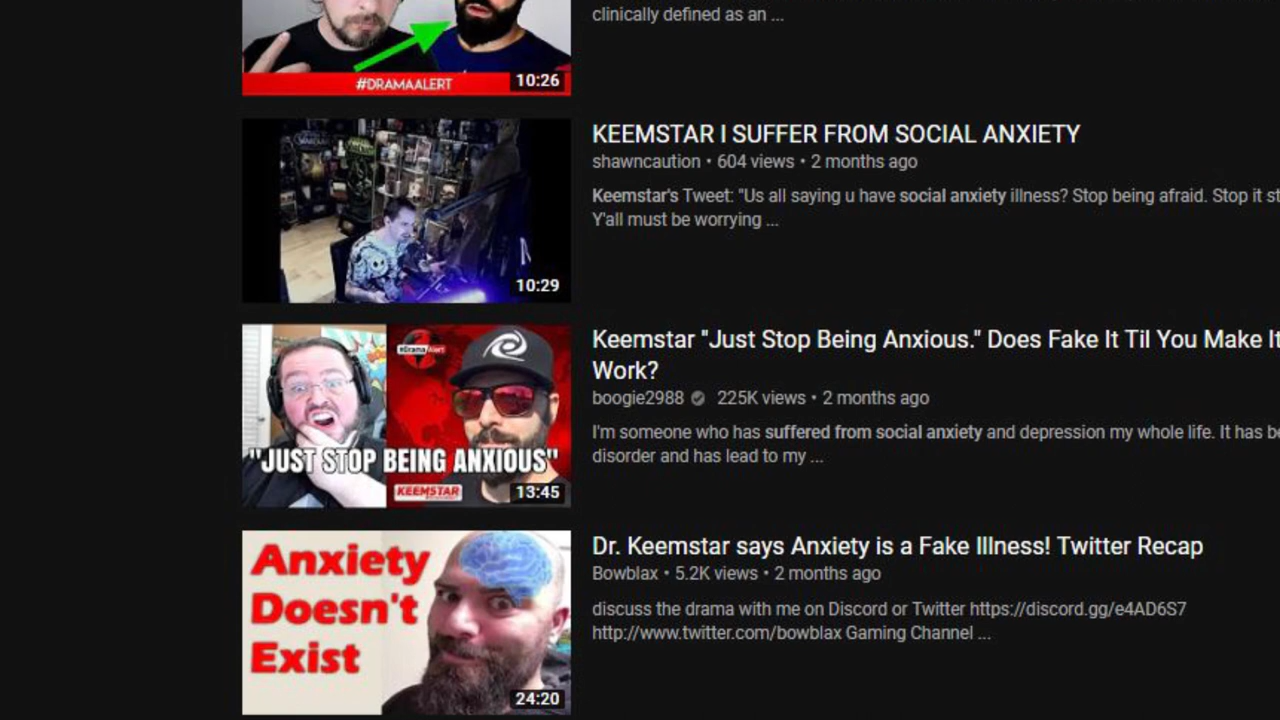 clinically defined as an ...
#DRAMAALERT
10:26
KEEMSTAR I SUFFER FROM SOCIAL ANXIETY
shawncaution • 604 views • 2 months ago
Keemstar's Tweet: "Us all saying u have social anxiety illness? Stop being afraid. Stop it st
Y'all must be worrying ...
10:29
Keemstar "Just Stop Being Anxious." Does Fake It Til You Make It
Work?
boogie2988 225K views • 2 months ago
I'm someone who has suffered from social anxiety and depression my whole life. It has be
disorder and has lead to my ...
#DramaAlert
"JUST STOP BEING ANXIOUS"
KEEMSTAR
13:45
Dr. Keemstar says Anxiety is a Fake Illness! Twitter Recap
Bowblax • 5.2K views • 2 months ago
discuss the drama with me on Discord or Twitter https://discord.gg/e4AD6S7
http://www.twitter.com/bowblax Gaming Channel ...
Anxiety
Doesn't
Exist
24:20